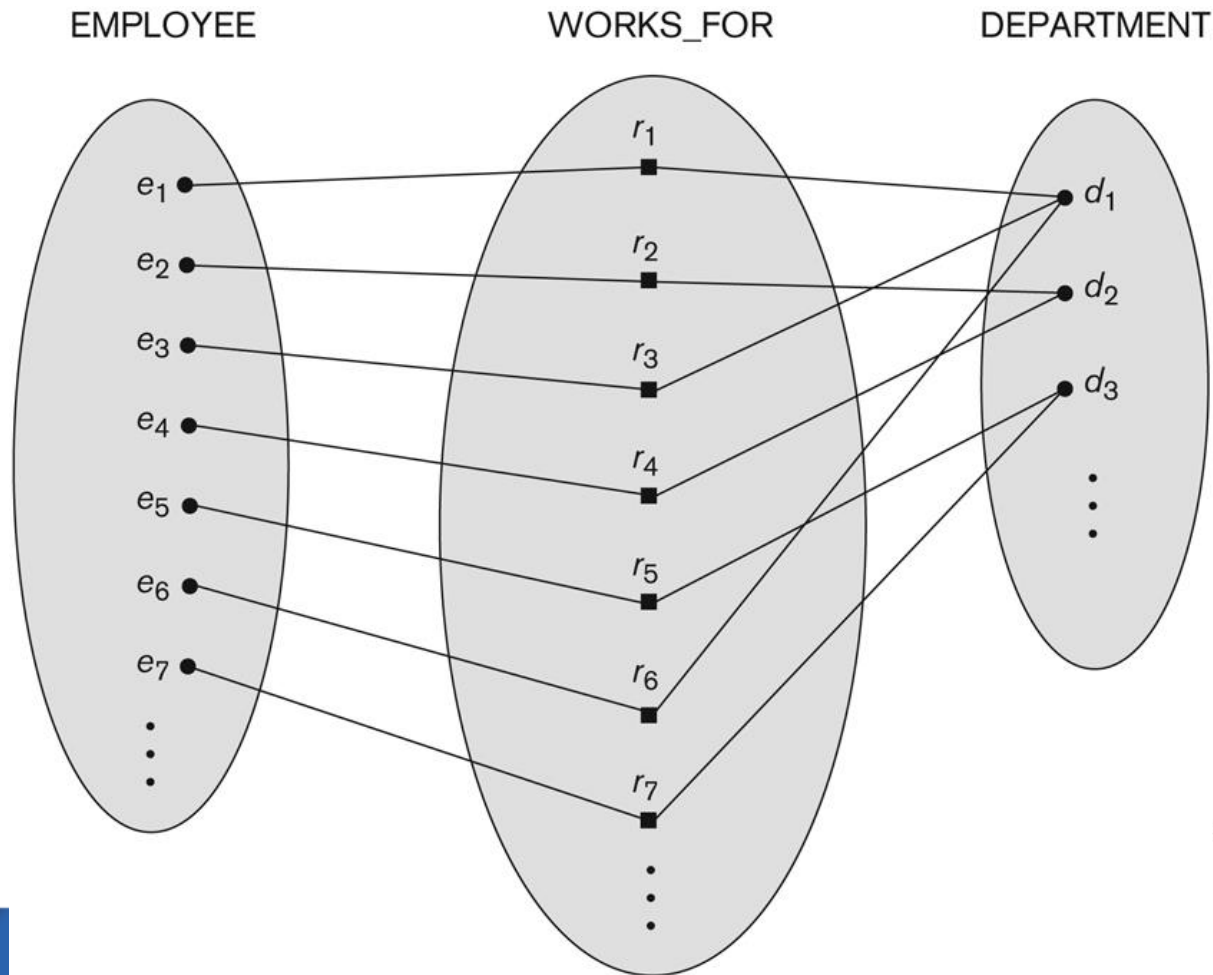 EMPLOYEE WORKS_FOR DEPARTMENT
r₁
e₁ d₁
e₂ r₂ d₂
e₃ r₃
d₃
e₄ r₄
e₅
r₅
e₆
e₇ r₆
r₇